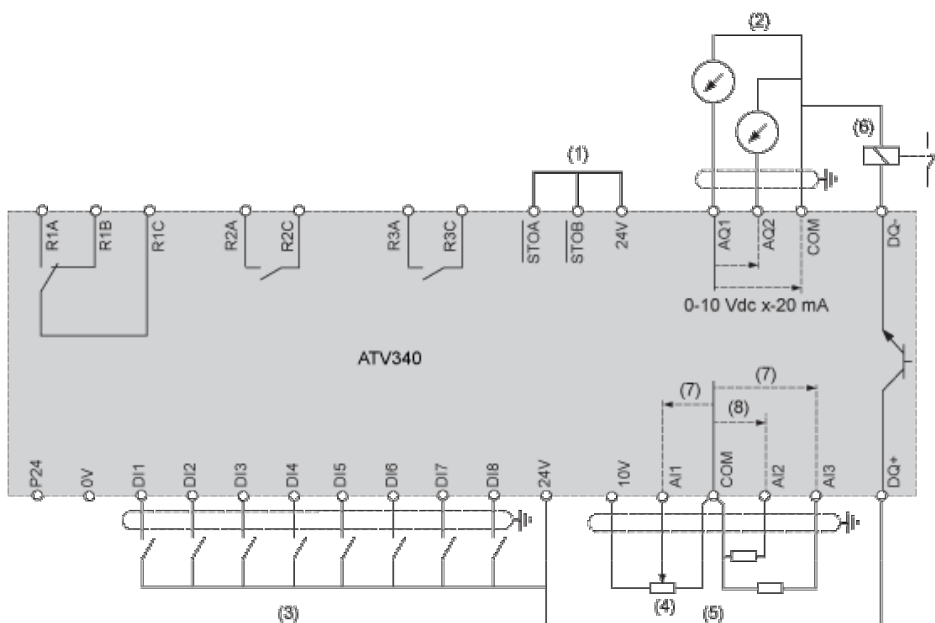 (2)
(6)
(1)
R1A R1B R1C R2A R2C R3A R3C STOA STOB 24V AQ1 AQ2 COM DQ-
0-10 Vdc x-20 mA
ATV340
(7) (7)
(8)
P24 0V DI1 DI2 DI3 DI4 DI5 DI6 DI7 DI8 24V 10V AI1 COM AI2 AI3 DQ+
(3) (4) (5)